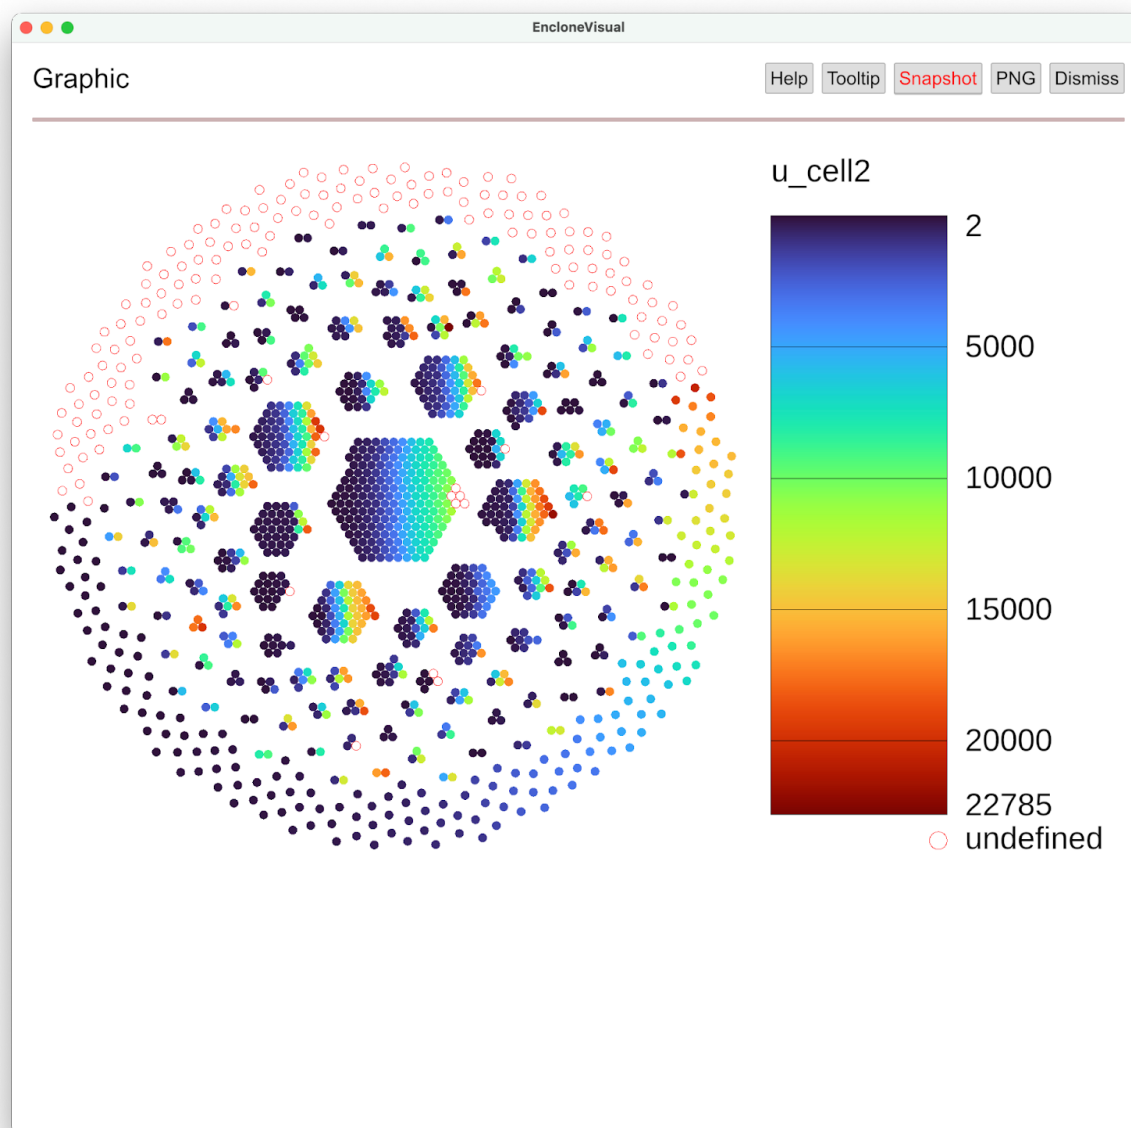 EncloneVisual
Graphic
Help Tooltip Snapshot PNG Dismiss
u_cell2
2
5000
10000
15000
20000
22785
undefined